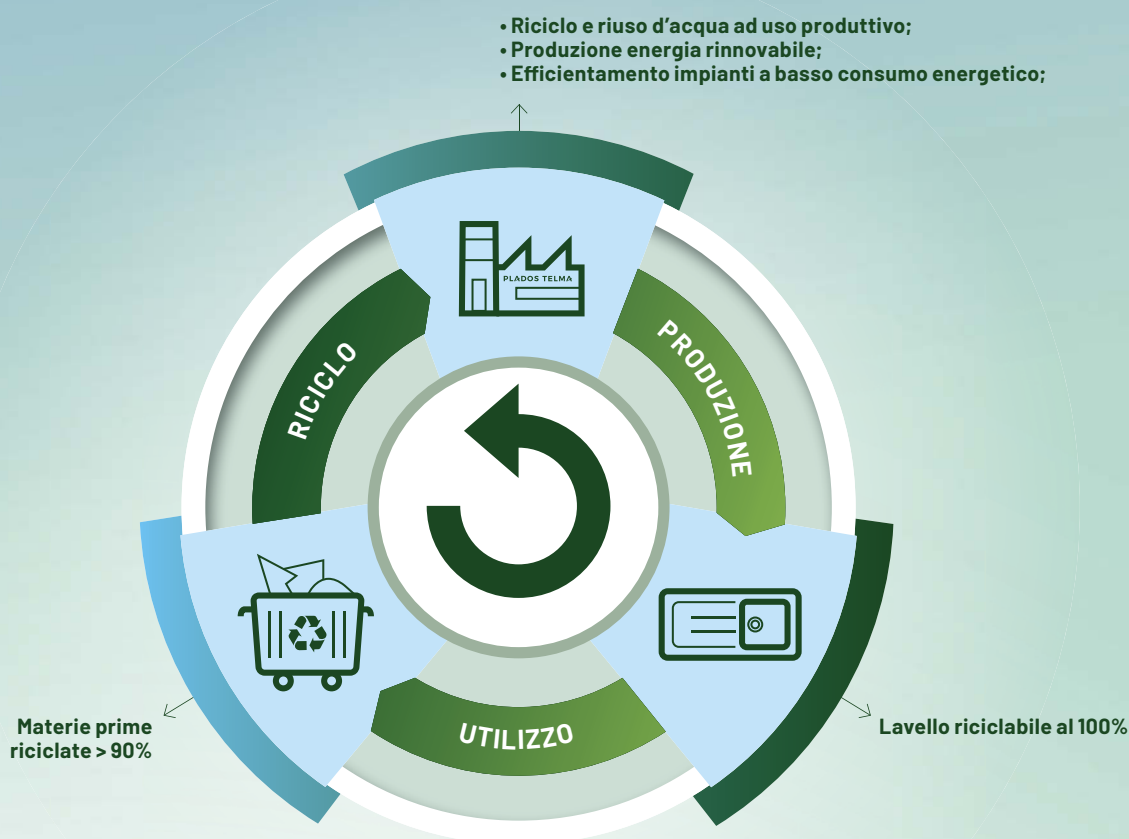 • Riciclo e riuso d'acqua ad uso produttivo;
• Produzione energia rinnovabile;
• Efficientamento impianti a basso consumo energetico;
PLADOS TELMA
RICICLO
PRODUZIONE
UTILIZZO
Materie prime
riciclate > 90%
Lavello riciclabile al 100%